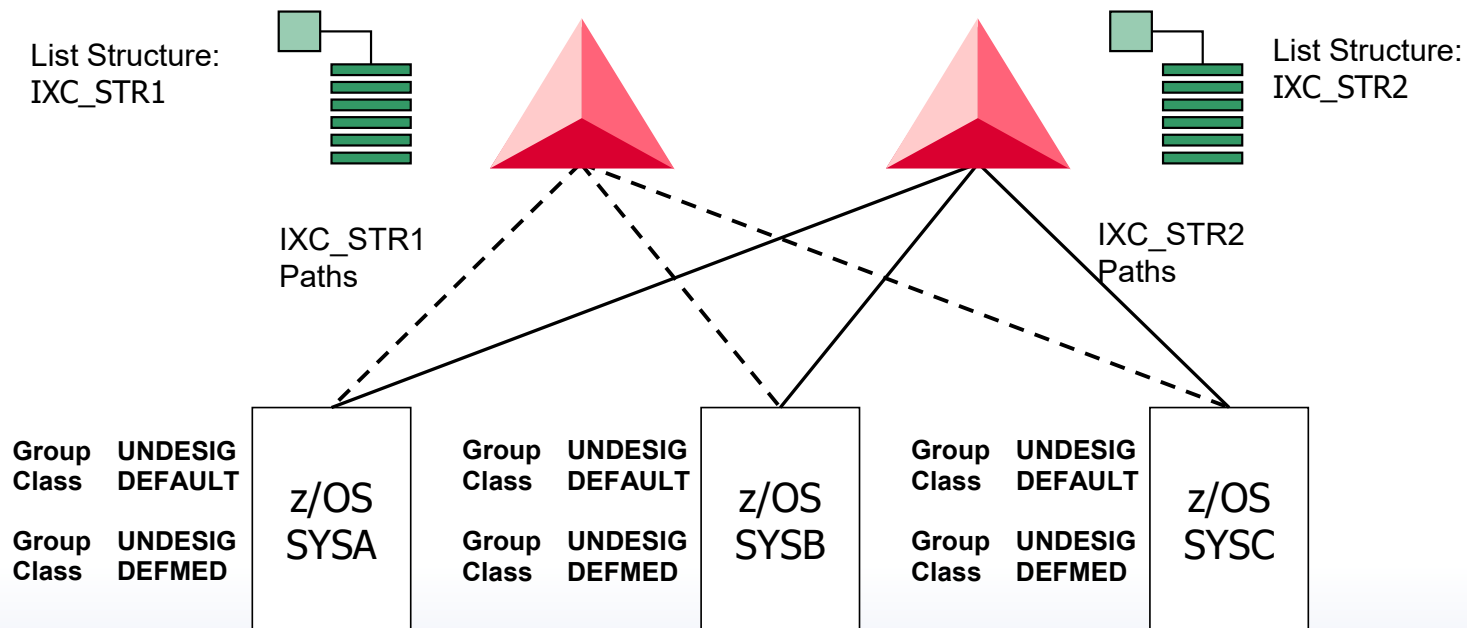 List Structure:
IXC_STR1
List Structure:
IXC_STR2
IXC_STR1
Paths
IXC_STR2
Paths
Group UNDESIG
Class DEFAULT
Group UNDESIG
Class DEFMED
z/OS
SYSA
Group UNDESIG
Class DEFAULT
Group UNDESIG
Class DEFMED
z/OS
SYSB
Group UNDESIG
Class DEFAULT
Group UNDESIG
Class DEFMED
z/OS
SYSC